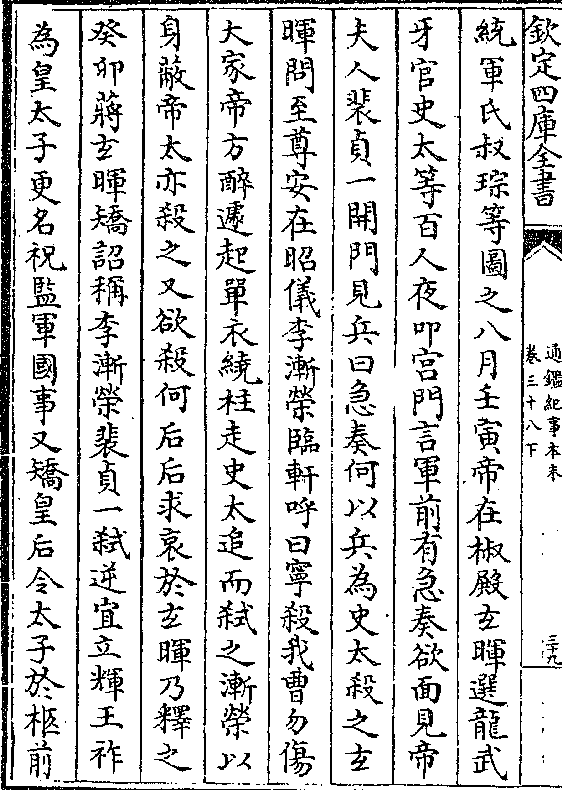 欽定四庫全書
通鑑紀事本末
卷三十八下
三十九
統軍氏叔琮等圖之八月壬寅帝在椒殿玄暉選龍武
牙官史太等百人夜叩宫門言軍前有急奏欲面見帝
夫人裴貞一開門見兵曰急奏何以兵為史太殺之玄
暉問至尊安在昭儀李漸榮臨軒呼曰寧殺我曹勿傷
大家帝方醉遽起單衣繞柱走史太追而弑之漸榮以
身蔽帝太亦殺之又欲殺何后后求哀於玄暉乃釋之
癸卯蔣玄暉矯詔稱李漸榮裴貞一弑逆宜立輝王祚
為皇太子更名祝監軍國事又矯皇后令太子於柩前